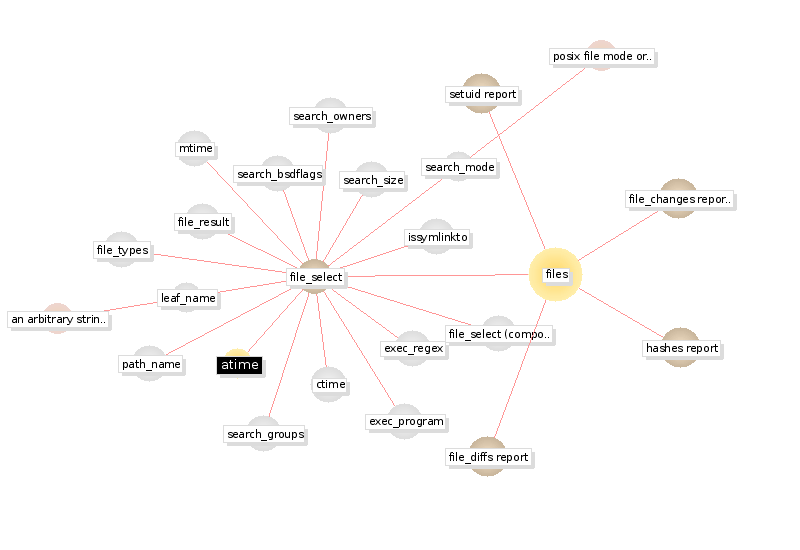 posix file mode or..
setuid report
search_owners
mtime
search_mode
search_bsdflags
search_size
file_changes repor..
file_result
issymlinkto
file_types
files
file_select
leaf_name
an arbitrary strin..
file_select (compo..
exec_regex
hashes report
path_name
atime
ctime
exec_program
search_groups
file_diffs report